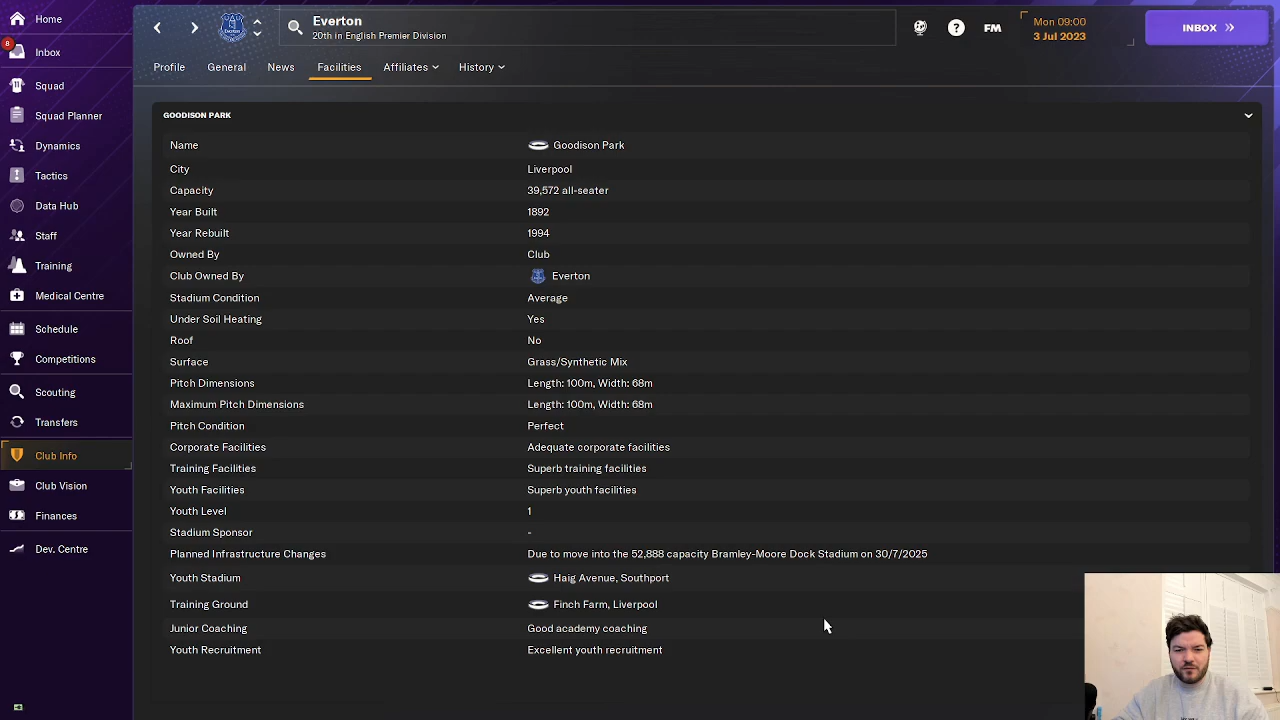 Home
8
Inbox
Squad
Squad Planner
Dynamics
Tactics
Data Hub
Staff
Training
Medical Centre
Schedule
Competitions
Scouting
Transfers
Club Info
Club Vision
Finances
Dev. Centre
Everton
20th in English Premier Division
?
FM
Mon 09:00
3 Jul 2023
INBOX
Profile
General
News
Facilities
Affiliates
History
GOODISON PARK
Name Goodison Park
City Liverpool
Capacity 39,572 all-seater
Year Built 1892
Year Rebuilt 1994
Owned By Club
Club Owned By Everton
Stadium Condition Average
Under Soil Heating Yes
Roof No
Surface Grass/Synthetic Mix
Pitch Dimensions Length: 100m, Width: 68m
Maximum Pitch Dimensions Length: 100m, Width: 68m
Pitch Condition Perfect
Corporate Facilities Adequate corporate facilities
Training Facilities Superb training facilities
Youth Facilities Superb youth facilities
Youth Level 1
Stadium Sponsor -
Planned Infrastructure Changes Due to move into the 52,888 capacity Bramley-Moore Dock Stadium on 30/7/2025
Youth Stadium Haig Avenue, Southport
Training Ground Finch Farm, Liverpool
Junior Coaching Good academy coaching
Youth Recruitment Excellent youth recruitment